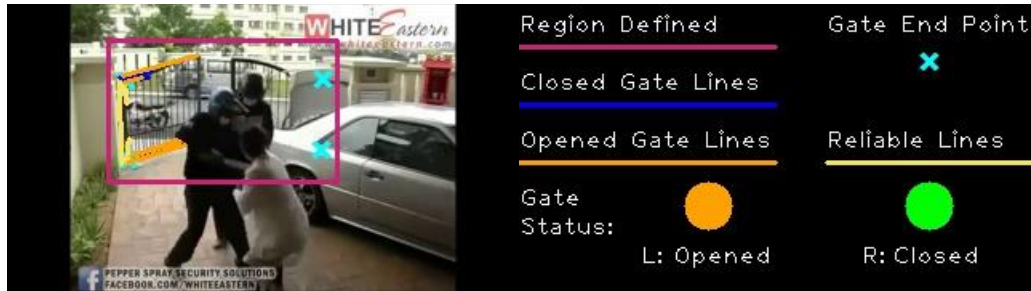 WHITE Eastern
www.whiteeastern.com
PEPPER SPRAY SECURITY SOLUTIONS
FACEBOOK.COM/WHITEEASTERN
Region Defined
Gate End Point
Closed Gate Lines
Opened Gate Lines
Reliable Lines
Gate
Status:
L: Opened
R: Closed